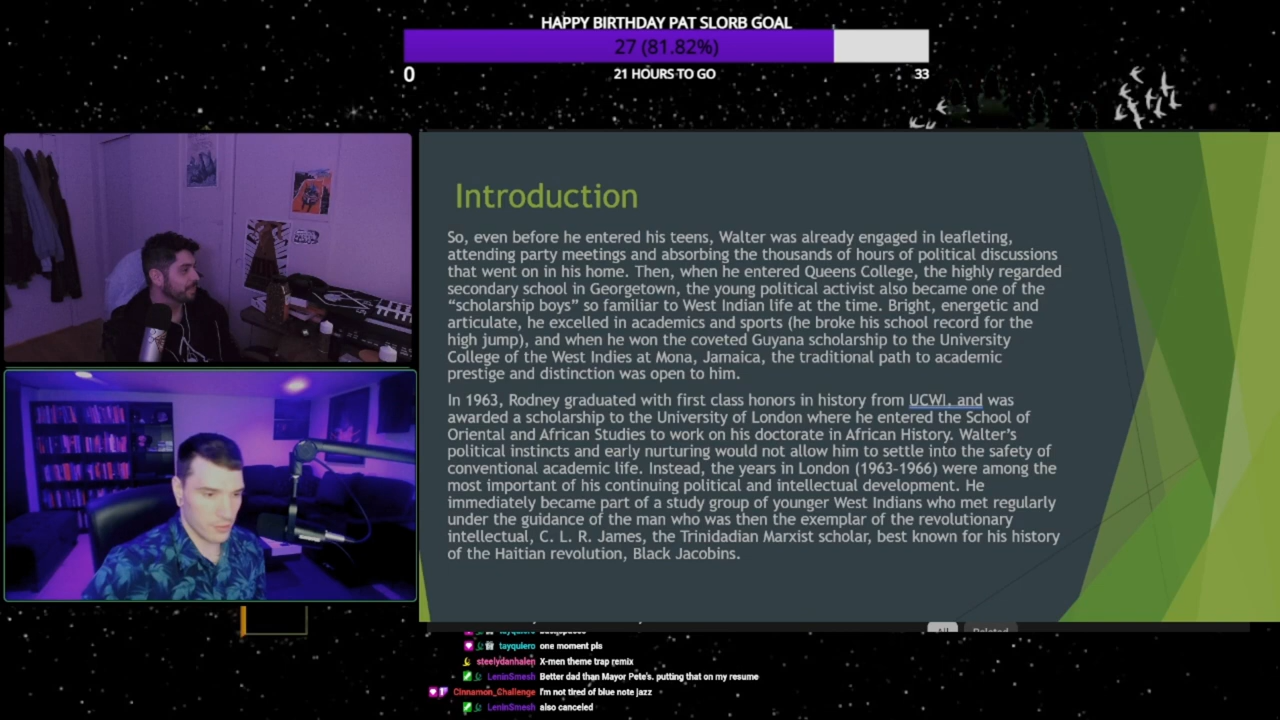 HAPPY BIRTHDAY PAT SLORB GOAL
27 (81.82%)
0
21 HOURS TO GO
33
Introduction
So, even before he entered his teens, Walter was already engaged in leafleting,
attending party meetings and absorbing the thousands of hours of political discussions
that went on in his home. Then, when he entered Queens College, the highly regarded
secondary school in Georgetown, the young political activist also became one of the
“scholarship boys” so familiar to West Indian life at the time. Bright, energetic and
articulate, he excelled in academics and sports (he broke his school record for the
high jump), and when he won the coveted Guyana scholarship to the University
College of the West Indies at Mona, Jamaica, the traditional path to academic
prestige and distinction was open to him.
In 1963, Rodney graduated with first class honors in history from UCWI. and was
awarded a scholarship to the University of London where he entered the School of
Oriental and African Studies to work on his doctorate in African History. Walter’s
political instincts and early nurturing would not allow him to settle into the safety of
conventional academic life. Instead, the years in London (1963-1966) were among the
most important of his continuing political and intellectual development. He
immediately became part of a study group of younger West Indians who met regularly
under the guidance of the man who was then the exemplar of the revolutionary
intellectual, C. L. R. James, the Trinidadian Marxist scholar, best known for his history
of the Haitian revolution, Black Jacobins.
tayquiero
tayquiero one moment pls
steelydanhalen X-men theme trap remix
LeninSmesh Better dad than Mayor Pete's. putting that on my resume
Cinnamon_Challenge I'm not tired of blue note jazz
LeninSmesh also canceled